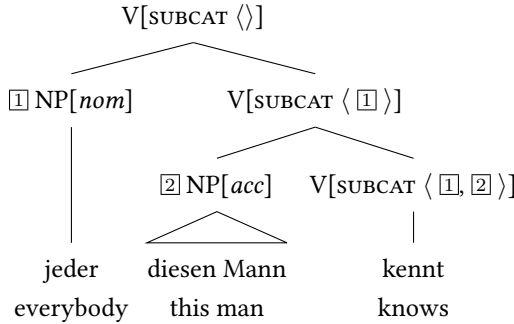 V[SUBCAT ⟨⟩]
1 NP[nom] V[SUBCAT ⟨ 1 ⟩]
2 NP[acc] V[SUBCAT ⟨ 1, 2 ⟩]
jeder diesen Mann kennt
everybody this man knows